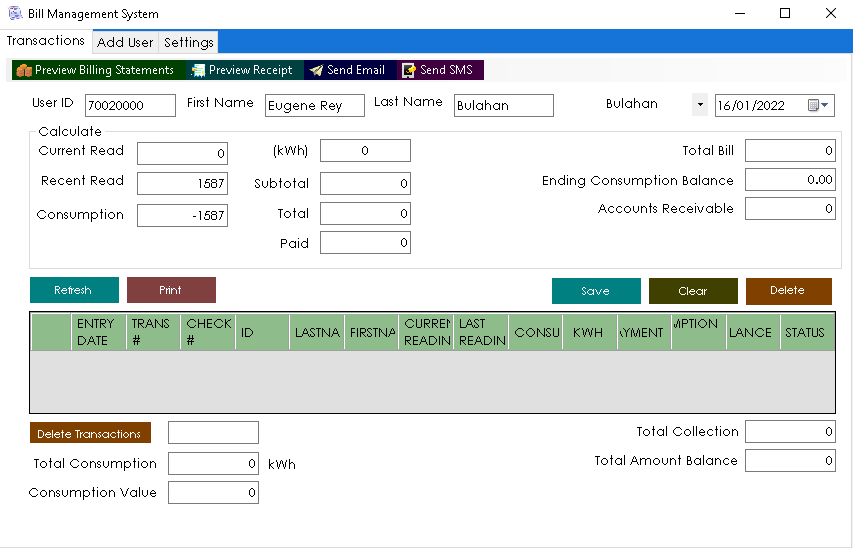 Bill Management System
Transactions Add User Settings
Preview Billing Statements Preview Receipt Send Email Send SMS
User ID 70020000 First Name Eugene Rey Last Name Bulahan Bulahan 16/01/2022
Calculate
Current Read 0 (kWh) 0 Total Bill 0
Recent Read 1587 Subtotal 0 Ending Consumption Balance 0.00
Consumption -1587 Total 0 Accounts Receivable 0
Paid 0
Refresh Print Save Clear Delete
ENTRY DATE TRANS # CHECK # ID LASTNA FIRSTNA CURREN READIN LAST READIN CONSU KWH AYMENT MPTION LANCE STATUS
Delete Transactions Total Collection 0
Total Consumption 0 kWh Total Amount Balance 0
Consumption Value 0